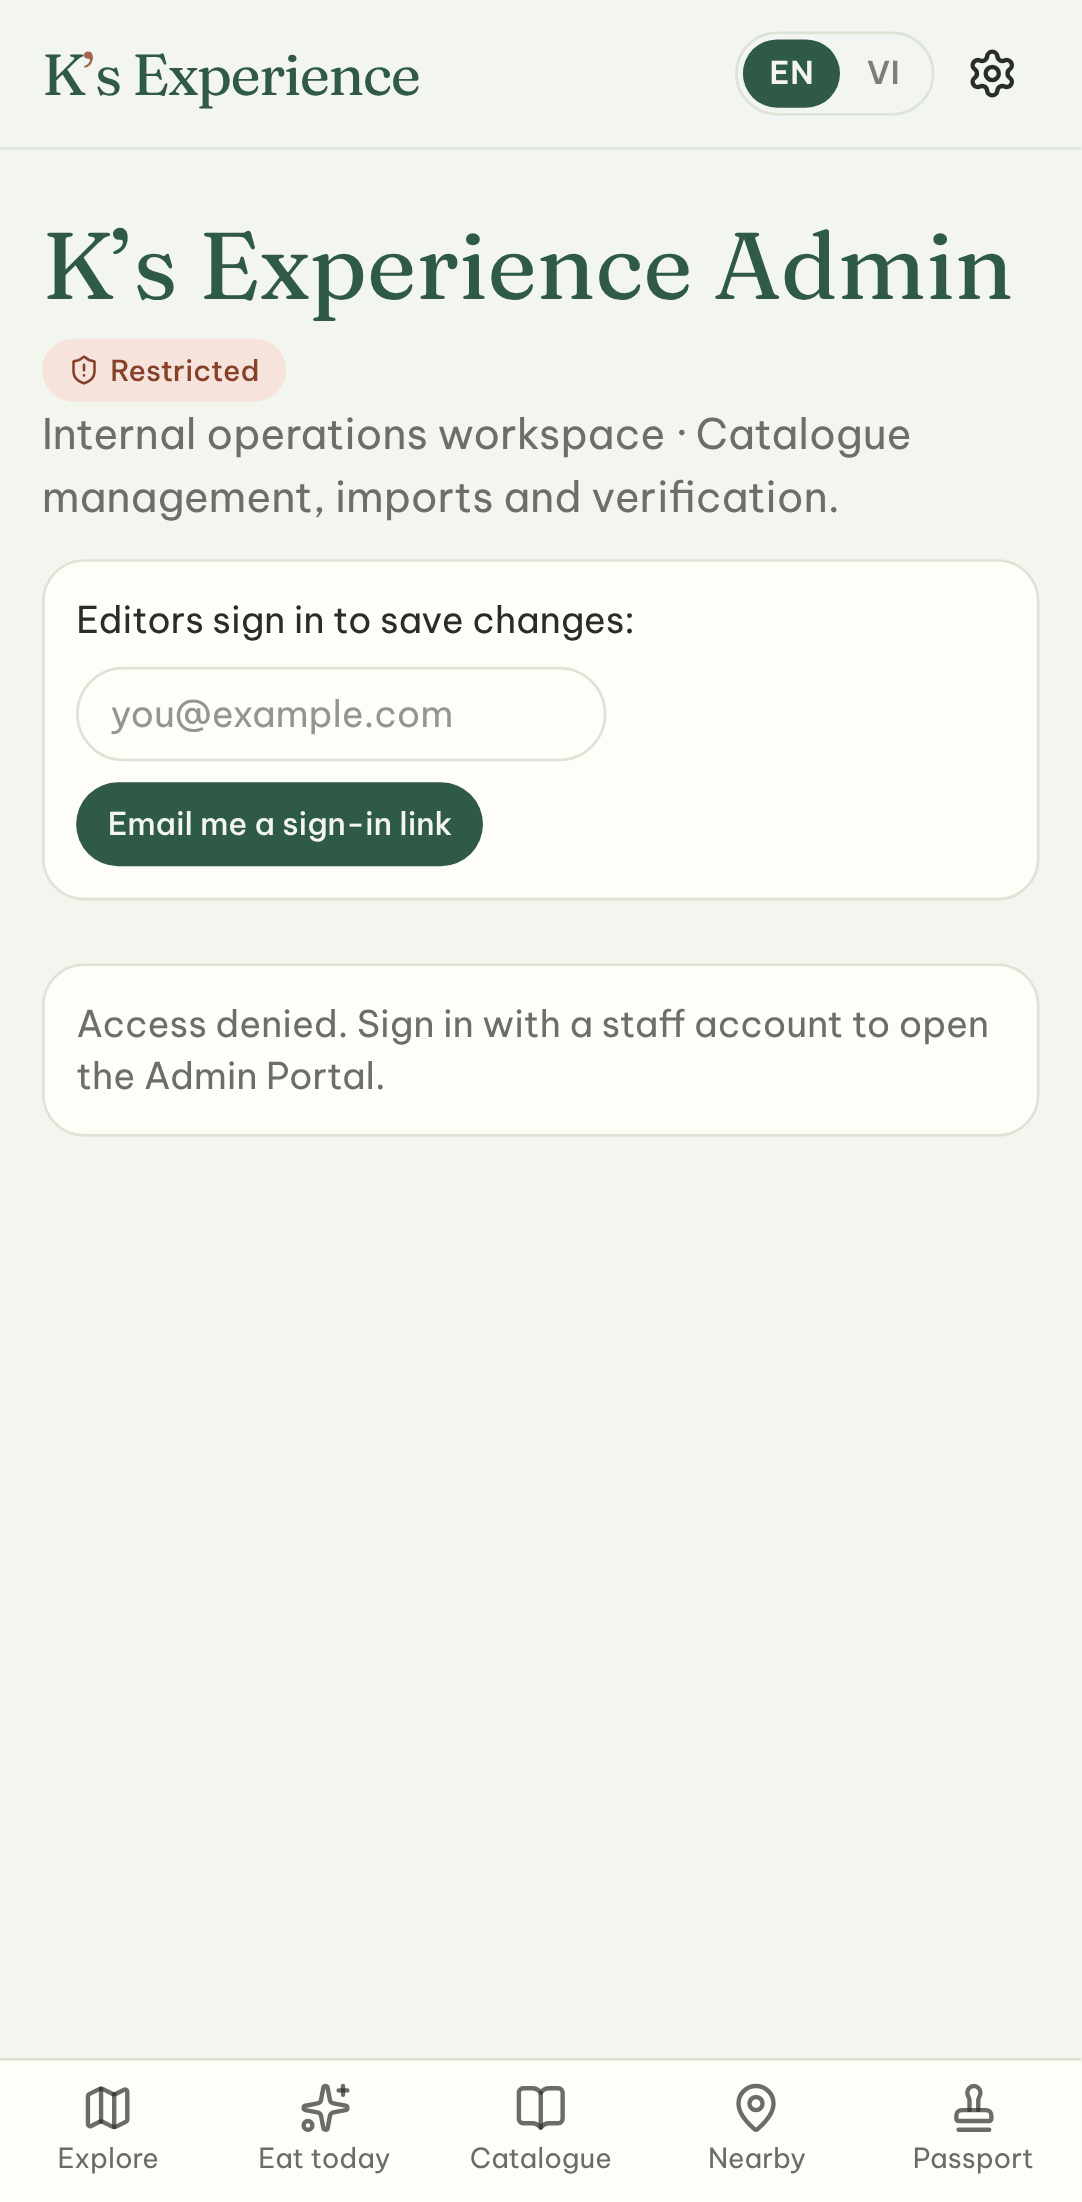 K’s Experience
EN VI
K’s Experience Admin
Restricted
Internal operations workspace · Catalogue
management, imports and verification.
Editors sign in to save changes:
you@example.com
Email me a sign-in link
Access denied. Sign in with a staff account to open
the Admin Portal.
Explore Eat today Catalogue Nearby Passport